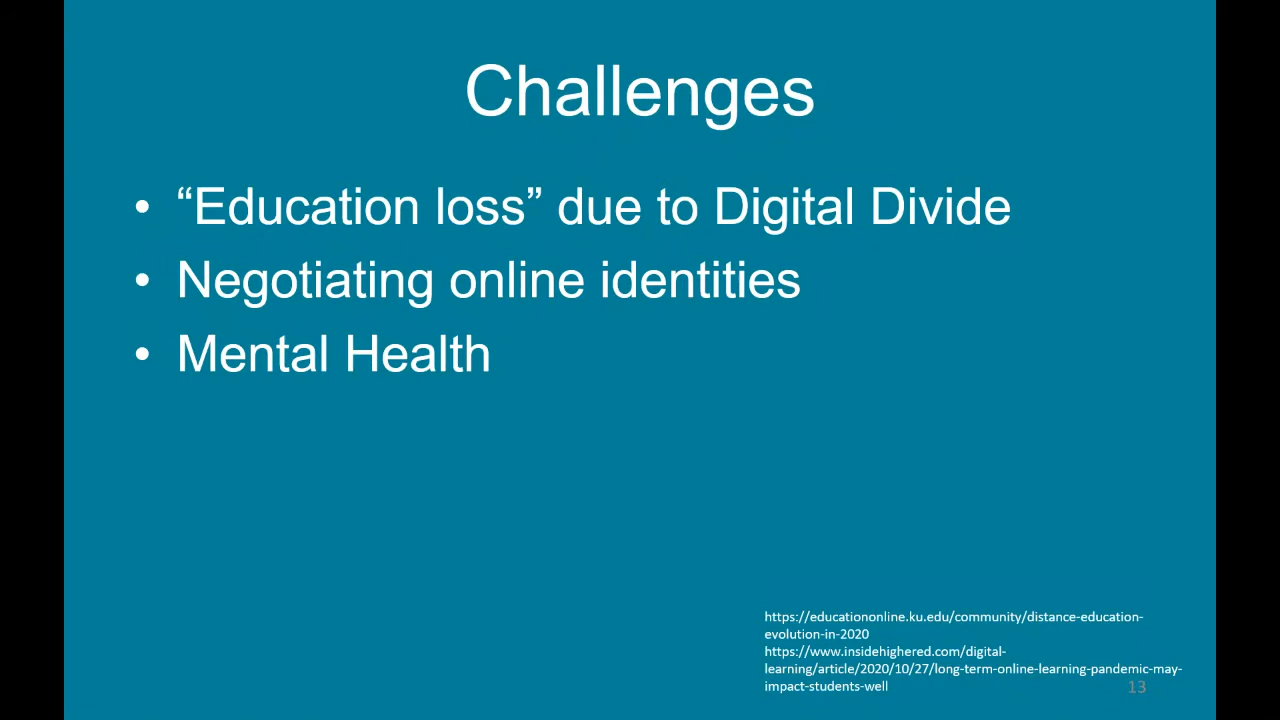 Challenges
• “Education loss” due to Digital Divide
• Negotiating online identities
• Mental Health
https://educationonline.ku.edu/community/distance-education-
evolution-in-2020
https://www.insidehighered.com/digital-
learning/article/2020/10/27/long-term-online-learning-pandemic-may-
impact-students-well
13